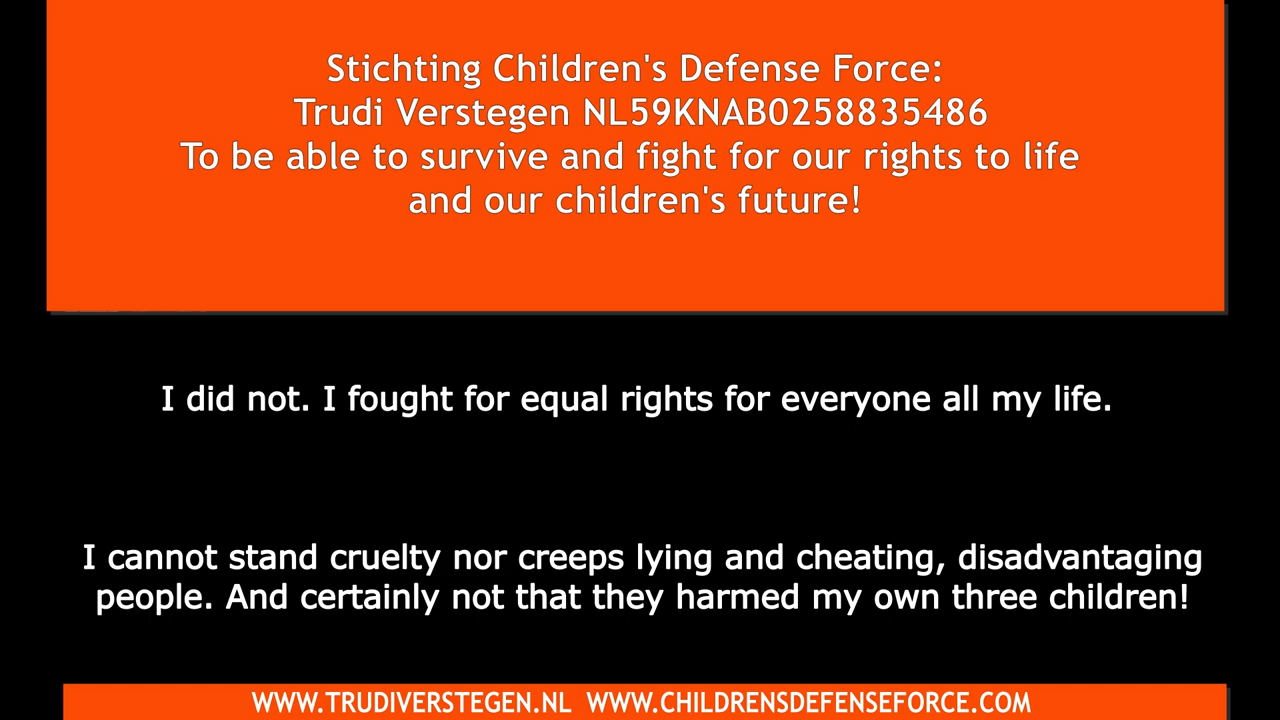 Stichting Children's Defense Force:
Trudi Verstegen NL59KNAB0258835486
To be able to survive and fight for our rights to life
and our children's future!
I did not. I fought for equal rights for everyone all my life.
I cannot stand cruelty nor creeps lying and cheating, disadvantaging
people. And certainly not that they harmed my own three children!
WWW.TRUDIVERSTEGEN.NL WWW.CHILDRENSDEFENSEFORCE.COM